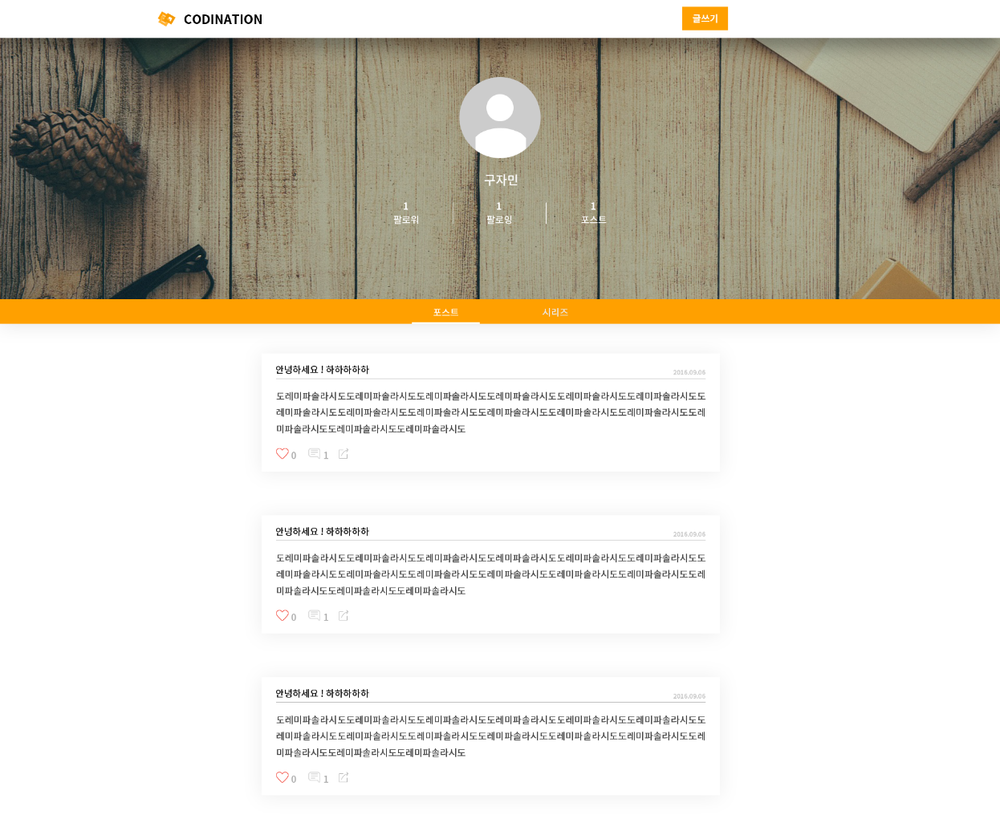 CODINATION
글쓰기
구자민
1 1 1
팔로워 팔로잉 포스트
포스트 시리즈
안녕하세요 ! 하하하하하
2016.09.06
도레미파솔라시도도레미파솔라시도도레미파솔라시도도레미파솔라시도도레미파솔라시도도레미파솔라시도도
레미파솔라시도도레미파솔라시도도레미파솔라시도도레미파솔라시도도레미파솔라시도도레미파솔라시도도레
미파솔라시도도레미파솔라시도도레미파솔라시도
0 1
안녕하세요 ! 하하하하하
2016.09.06
도레미파솔라시도도레미파솔라시도도레미파솔라시도도레미파솔라시도도레미파솔라시도도레미파솔라시도도
레미파솔라시도도레미파솔라시도도레미파솔라시도도레미파솔라시도도레미파솔라시도도레미파솔라시도도레
미파솔라시도도레미파솔라시도도레미파솔라시도
0 1
안녕하세요 ! 하하하하하
2016.09.06
도레미파솔라시도도레미파솔라시도도레미파솔라시도도레미파솔라시도도레미파솔라시도도레미파솔라시도도
레미파솔라시도도레미파솔라시도도레미파솔라시도도레미파솔라시도도레미파솔라시도도레미파솔라시도도레
미파솔라시도도레미파솔라시도도레미파솔라시도
0 1